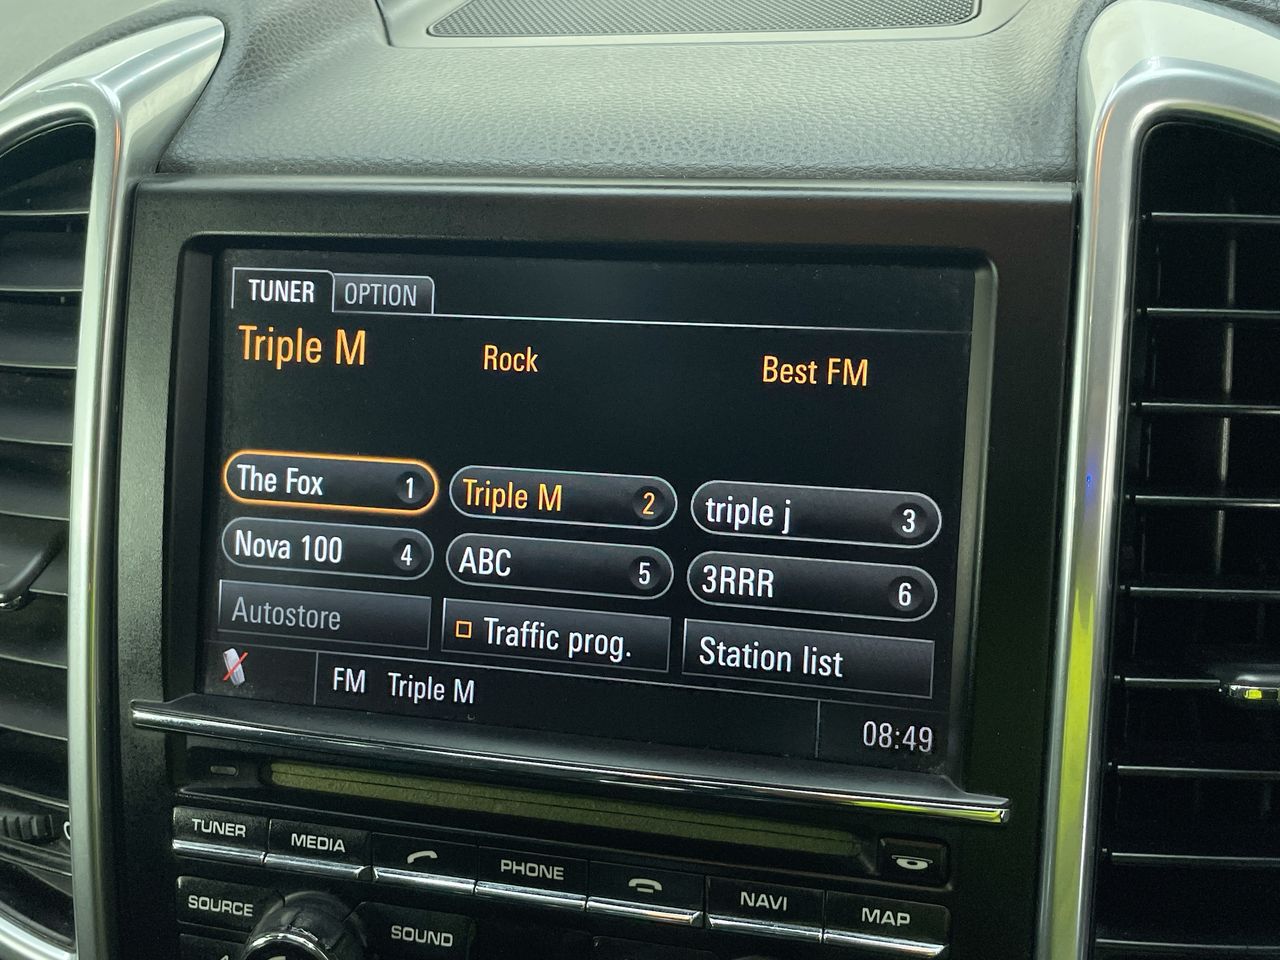 TUNER OPTION
Triple M Rock Best FM
The Fox 1 Triple M 2 triple j 3
Nova 100 4 ABC 5 3RRR 6
Autostore Traffic prog. Station list
FM Triple M
08:49
TUNER MEDIA PHONE NAVI MAP
SOURCE SOUND